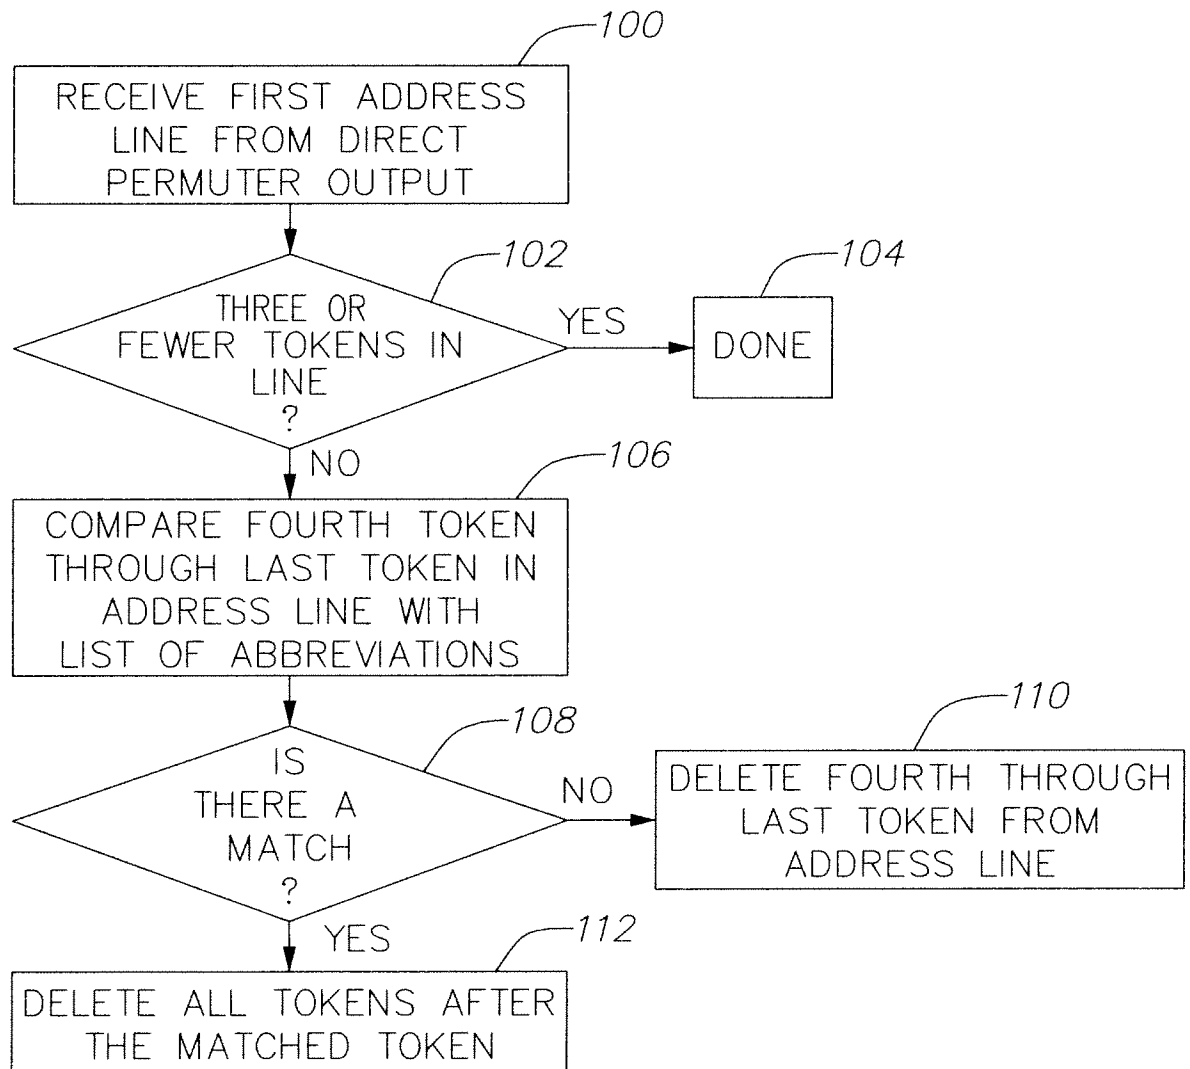 100
RECEIVE FIRST ADDRESS
LINE FROM DIRECT
PERMUTER OUTPUT
102
THREE OR
FEWER TOKENS IN
LINE
?
YES
104
DONE
NO
106
COMPARE FOURTH TOKEN
THROUGH LAST TOKEN IN
ADDRESS LINE WITH
LIST OF ABBREVIATIONS
108
IS
THERE A
MATCH
?
NO
110
DELETE FOURTH THROUGH
LAST TOKEN FROM
ADDRESS LINE
YES
112
DELETE ALL TOKENS AFTER
THE MATCHED TOKEN